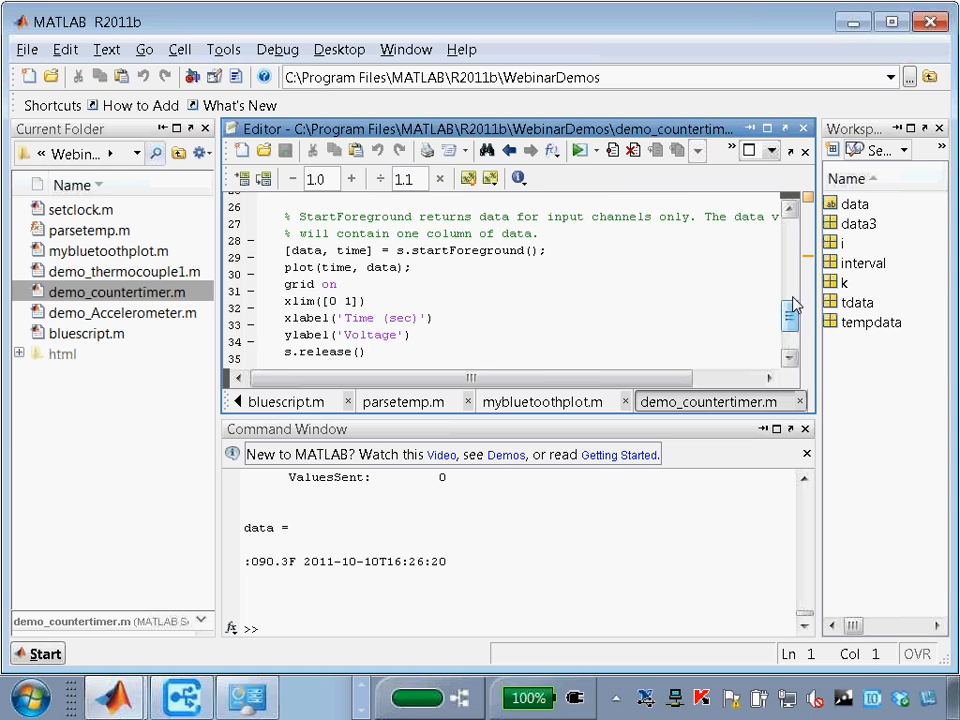 MATLAB R2011b
File Edit Text Go Cell Tools Debug Desktop Window Help
C:\Program Files\MATLAB\R2011b\WebinarDemos
...
Shortcuts How to Add What's New
Current Folder
« Webin...
Name
setclock.m
parsetemp.m
mybluetoothplot.m
demo_thermocouple1.m
demo_countertimer.m
demo_Accelerometer.m
bluescript.m
html
demo_countertimer.m (MATLAB S
Editor - C:\Program Files\MATLAB\R2011b\WebinarDemos\demo_countertim...
1.0 1.1
26
27 % StartForeground returns data for input channels only. The data v
28 % will contain one column of data.
29 [data, time] = s.startForeground();
30 plot(time, data);
31 grid on
32 xlim([0 1])
33 xlabel('Time (sec)')
34 ylabel('Voltage')
35 s.release()
bluescript.m parsetemp.m mybluetoothplot.m demo_countertimer.m
Command Window
New to MATLAB? Watch this Video, see Demos, or read Getting Started.
ValuesSent: 0
data =
:090.3F 2011-10-10T16:26:20
fx >>
Worksp...
Se...
Name
data
data3
i
interval
k
tdata
tempdata
Start
Ln 1 Col 1 OVR
100%